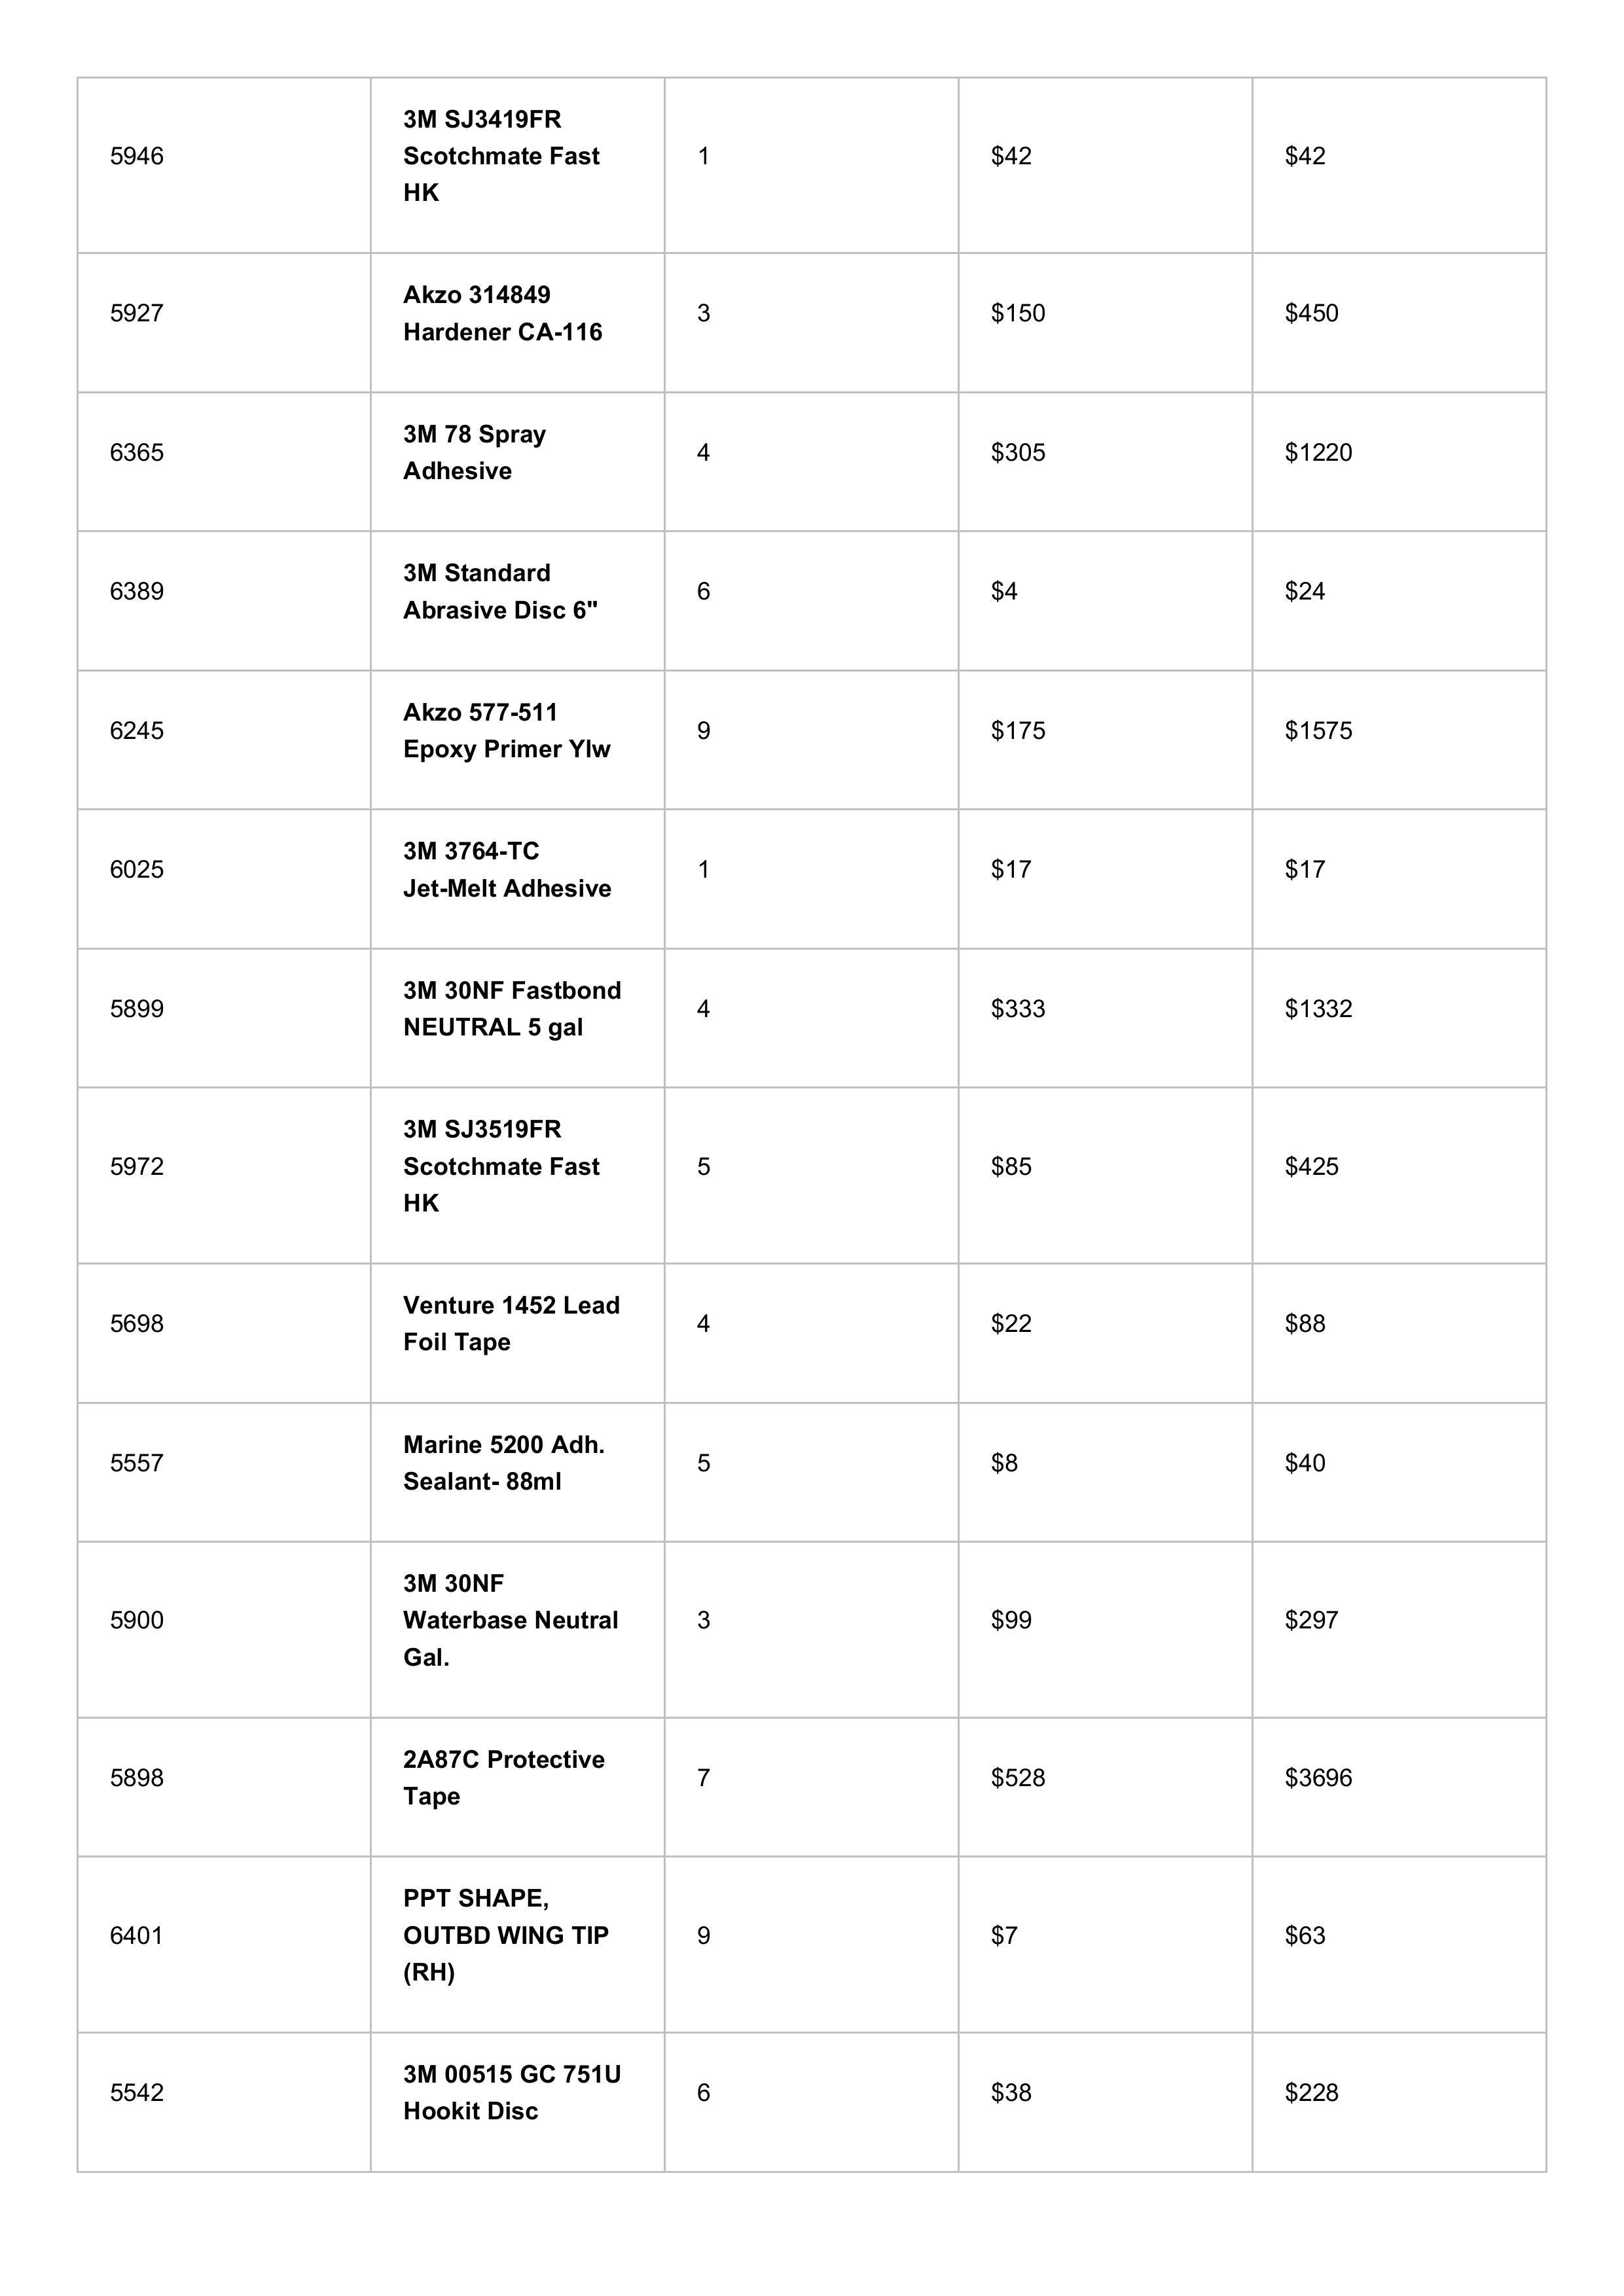 3M SJ3419FR
5946 Scotchmate Fast 1 $42 $42
HK
Akzo 314849
5927 3 $150 $450
Hardener CA-116
3M 78 Spray
6365 4 $305 $1220
Adhesive
3M Standard
6389 6 $4 $24
Abrasive Disc 6"
Akzo 577-511
6245 9 $175 $1575
Epoxy Primer Ylw
3M 3764-TC
6025 1 $17 $17
Jet-Melt Adhesive
3M 30NF Fastbond
5899 4 $333 $1332
NEUTRAL 5 gal
3M SJ3519FR
5972 Scotchmate Fast 5 $85 $425
HK
Venture 1452 Lead
5698 4 $22 $88
Foil Tape
Marine 5200 Adh.
5557 5 $8 $40
Sealant- 88ml
3M 30NF
5900 Waterbase Neutral 3 $99 $297
Gal.
2A87C Protective
5898 7 $528 $3696
Tape
PPT SHAPE,
6401 OUTBD WING TIP 9 $7 $63
(RH)
3M 00515 GC 751U
5542 6 $38 $228
Hookit Disc